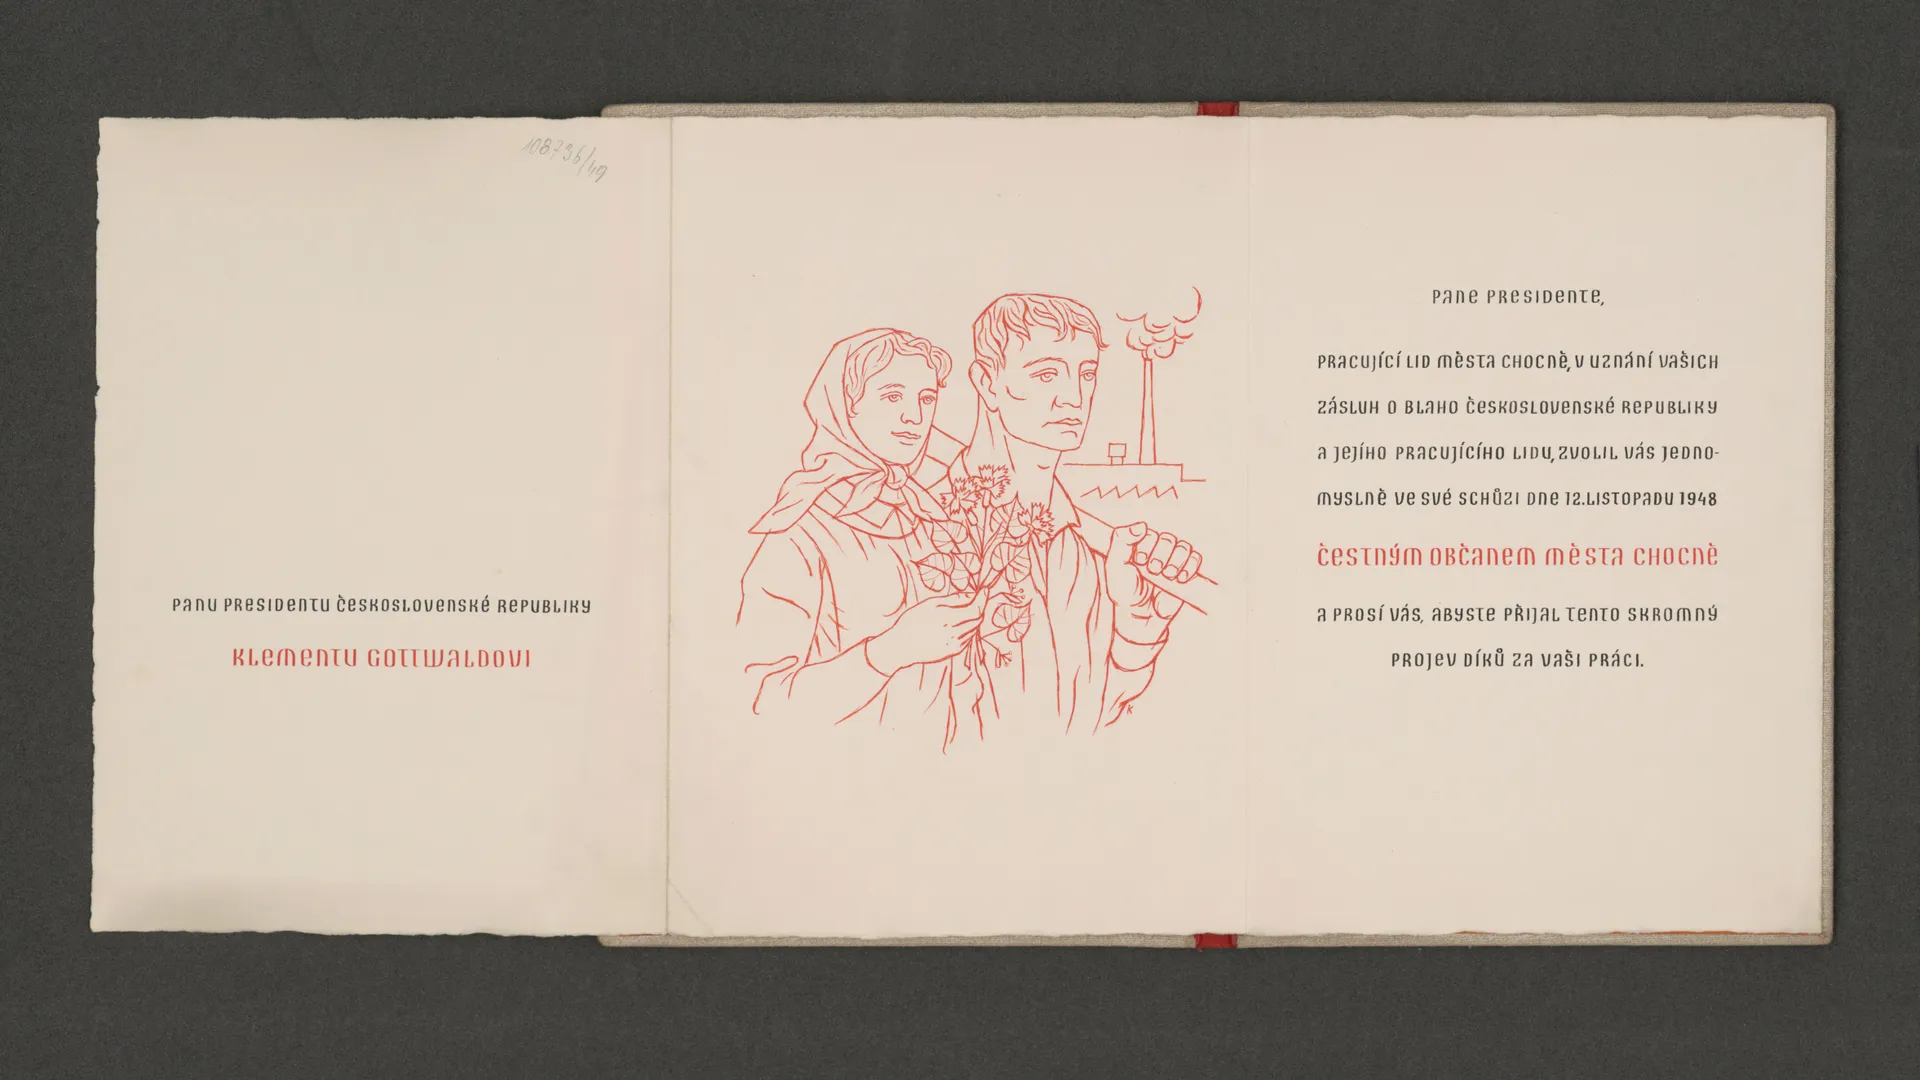 108736/49
PANU PRESIDENTU ČESKOSLOVENSKÉ REPUBLIKY
KLEMENTU GOTTWALDOVI
K
PANE PRESIDENTE,
PRACUJÍCÍ LID MĚSTA CHOCNĚ, V UZNÁNÍ VAŠICH
ZÁSLUH O BLAHO ČESKOSLOVENSKÉ REPUBLIKY
A JEJÍHO PRACUJÍCÍHO LIDU, ZVOLIL VÁS JEDNO-
MYSLNĚ VE SVÉ SCHŮZI DNE 12.LISTOPADU 1948
ČESTNÝM OBČANEM MĚSTA CHOCNĚ
A PROSÍ VÁS, ABYSTE PŘIJAL TENTO SKROMNÝ
PROJEV DÍKŮ ZA VAŠI PRÁCI.